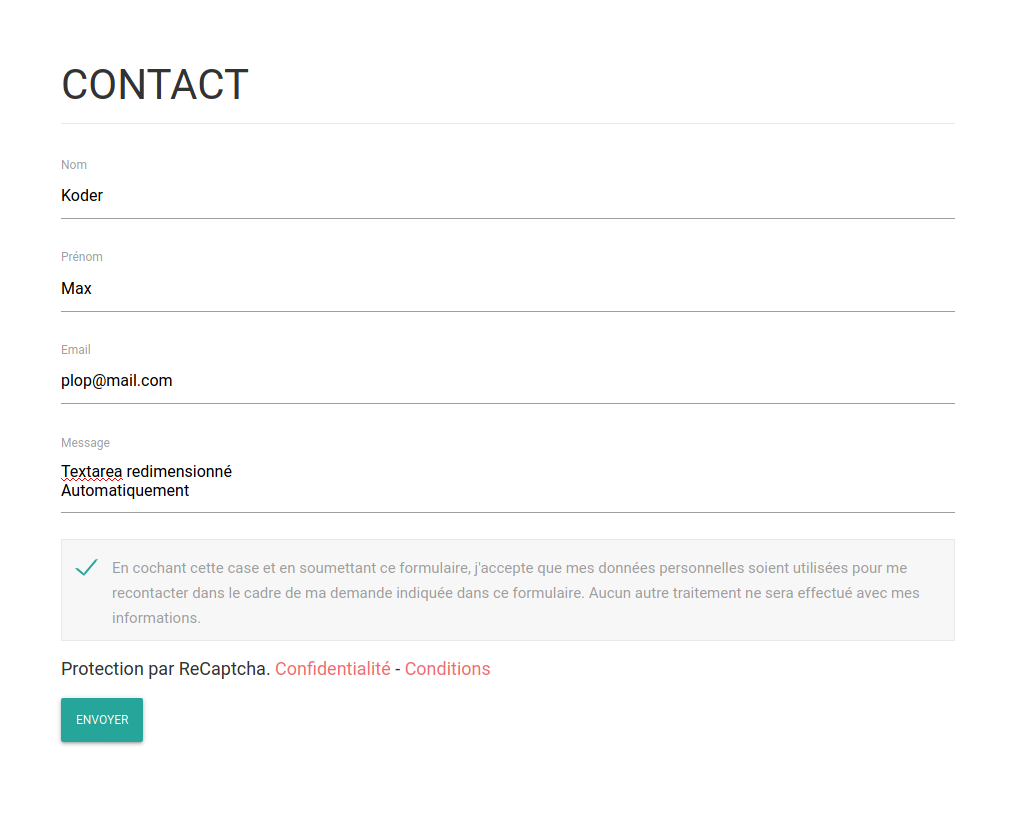 CONTACT
Nom
Koder
Prénom
Max
Email
plop@mail.com
Message
Textarea redimensionné
Automatiquement
En cochant cette case et en soumettant ce formulaire, j'accepte que mes données personnelles soient utilisées pour me
recontacter dans le cadre de ma demande indiquée dans ce formulaire. Aucun autre traitement ne sera effectué avec mes
informations.
Protection par ReCaptcha. Confidentialité - Conditions
ENVOYER